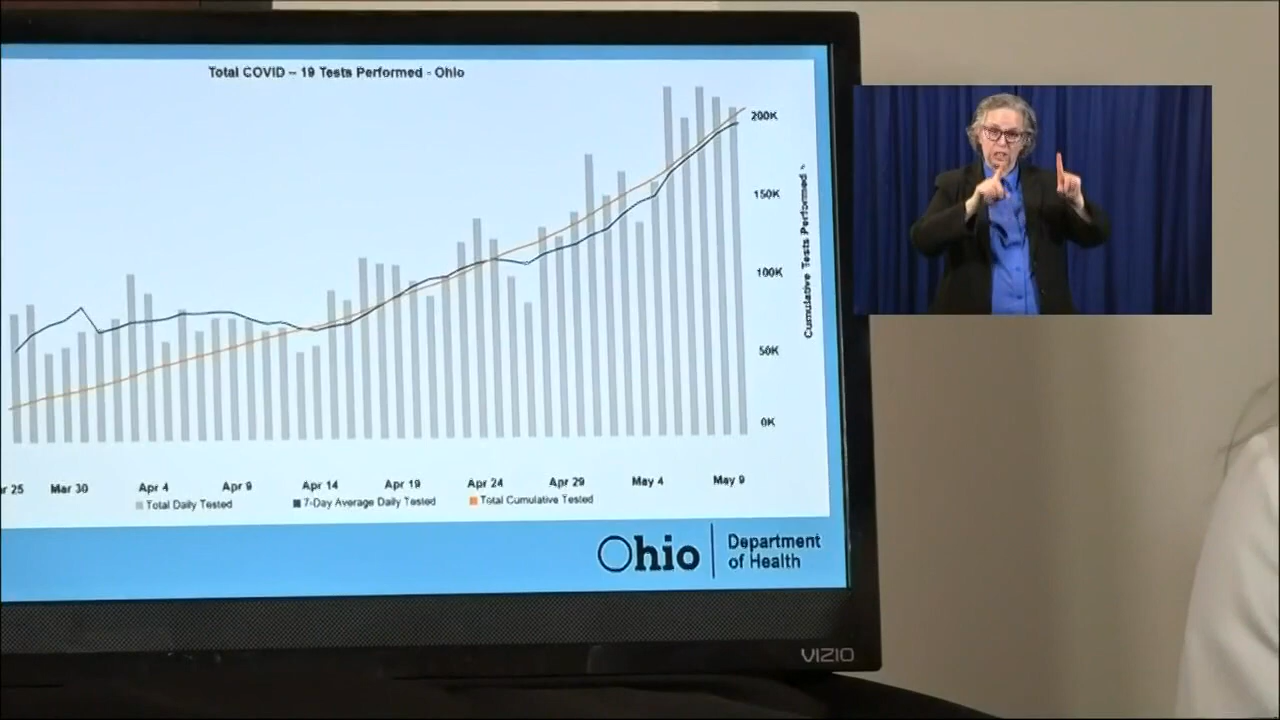 Total COVID – 19 Tests Performed - Ohio
200K
150K
100K
50K
0K
Cumulative Tests Performed
r 25 Mar 30 Apr 4 Apr 9 Apr 14 Apr 19 Apr 24 Apr 29 May 4 May 9
Total Daily Tested 7-Day Average Daily Tested Total Cumulative Tested
Ohio Department
of Health
VIZIO